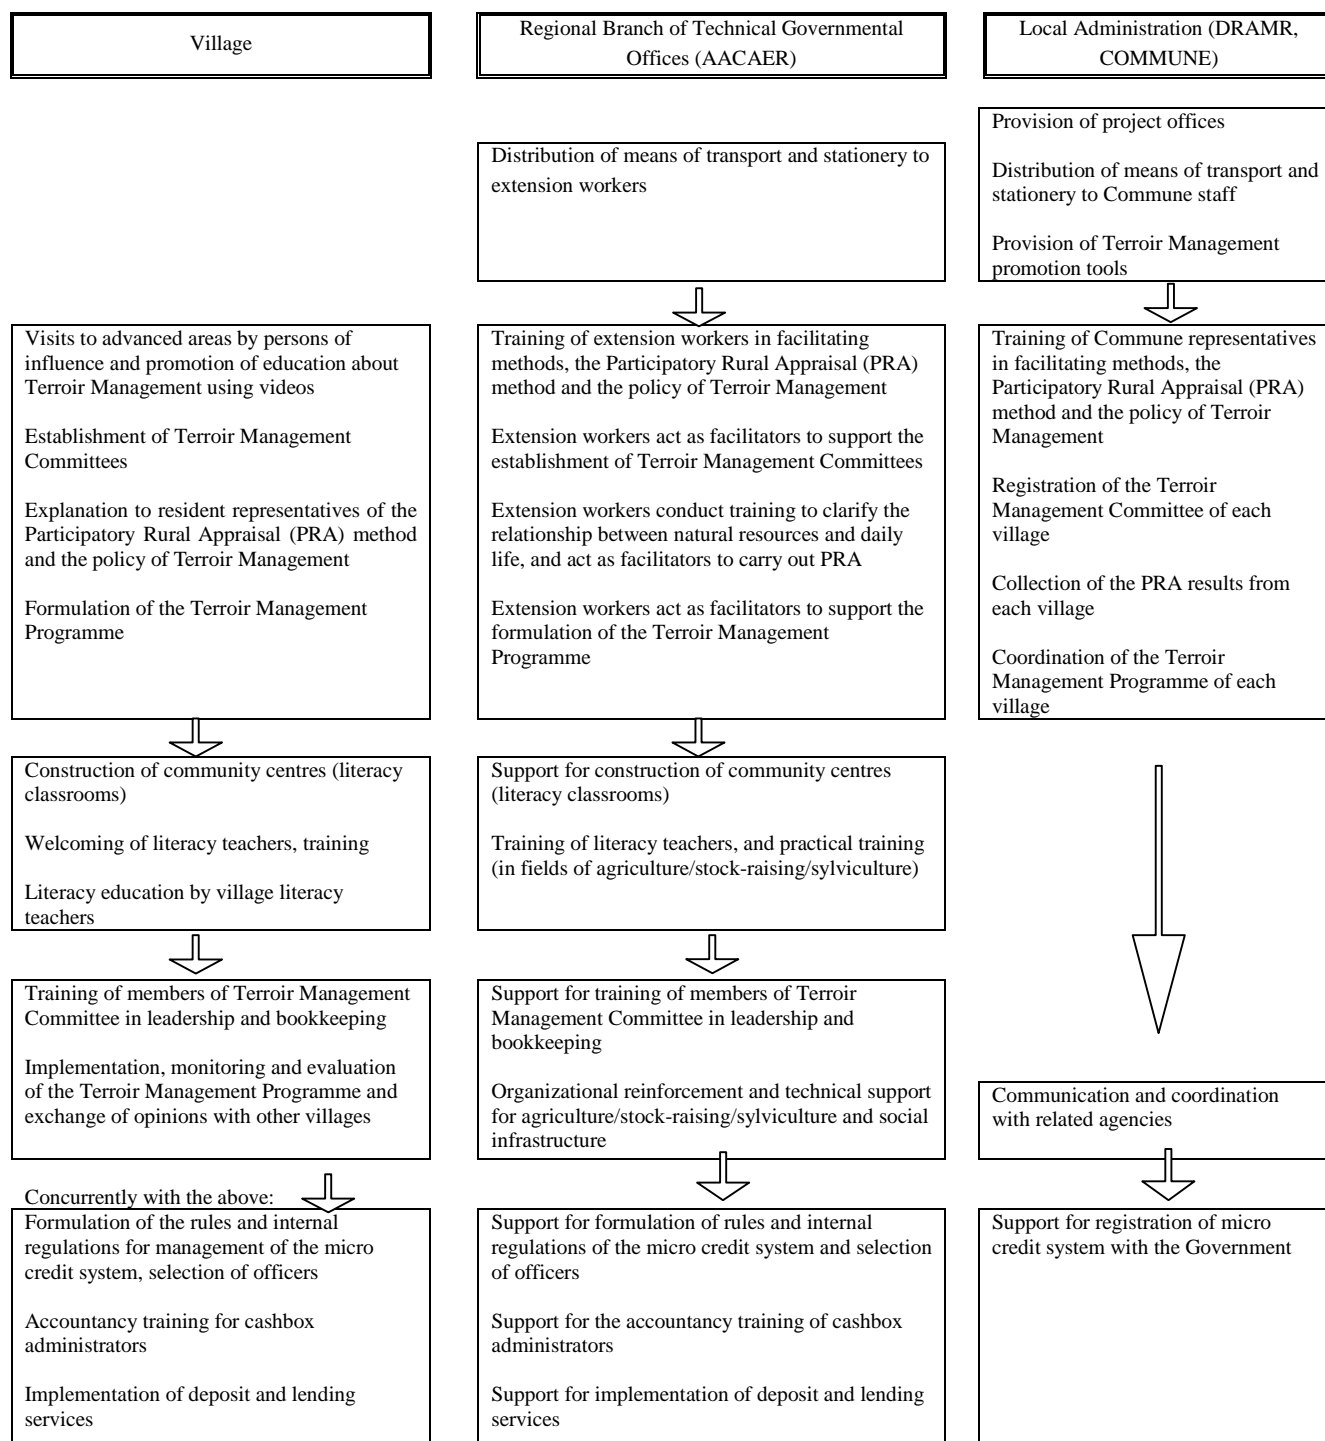 Village
Regional Branch of Technical Governmental
Offices (AACAER)
Local Administration (DRAMR,
COMMUNE)
Distribution of means of transport and stationery to
extension workers
Provision of project offices
Distribution of means of transport and
stationery to Commune staff
Provision of Terroir Management
promotion tools
Visits to advanced areas by persons of
influence and promotion of education about
Terroir Management using videos
Establishment of Terroir Management
Committees
Explanation to resident representatives of the
Participatory Rural Appraisal (PRA) method
and the policy of Terroir Management
Formulation of the Terroir Management
Programme
Training of extension workers in facilitating
methods, the Participatory Rural Appraisal (PRA)
method and the policy of Terroir Management
Extension workers act as facilitators to support the
establishment of Terroir Management Committees
Extension workers conduct training to clarify the
relationship between natural resources and daily
life, and act as facilitators to carry out PRA
Extension workers act as facilitators to support the
formulation of the Terroir Management
Programme
Training of Commune representatives
in facilitating methods, the
Participatory Rural Appraisal (PRA)
method and the policy of Terroir
Management
Registration of the Terroir
Management Committee of each
village
Collection of the PRA results from
each village
Coordination of the Terroir
Management Programme of each
village
Construction of community centres (literacy
classrooms)
Welcoming of literacy teachers, training
Literacy education by village literacy
teachers
Support for construction of community centres
(literacy classrooms)
Training of literacy teachers, and practical training
(in fields of agriculture/stock-raising/sylviculture)
Training of members of Terroir Management
Committee in leadership and bookkeeping
Implementation, monitoring and evaluation
of the Terroir Management Programme and
exchange of opinions with other villages
Support for training of members of Terroir
Management Committee in leadership and
bookkeeping
Organizational reinforcement and technical support
for agriculture/stock-raising/sylviculture and social
infrastructure
Communication and coordination
with related agencies
Concurrently with the above:
Formulation of the rules and internal
regulations for management of the micro
credit system, selection of officers
Accountancy training for cashbox
administrators
Implementation of deposit and lending
services
Support for formulation of rules and internal
regulations of the micro credit system and selection
of officers
Support for the accountancy training of cashbox
administrators
Support for implementation of deposit and lending
services
Support for registration of micro
credit system with the Government